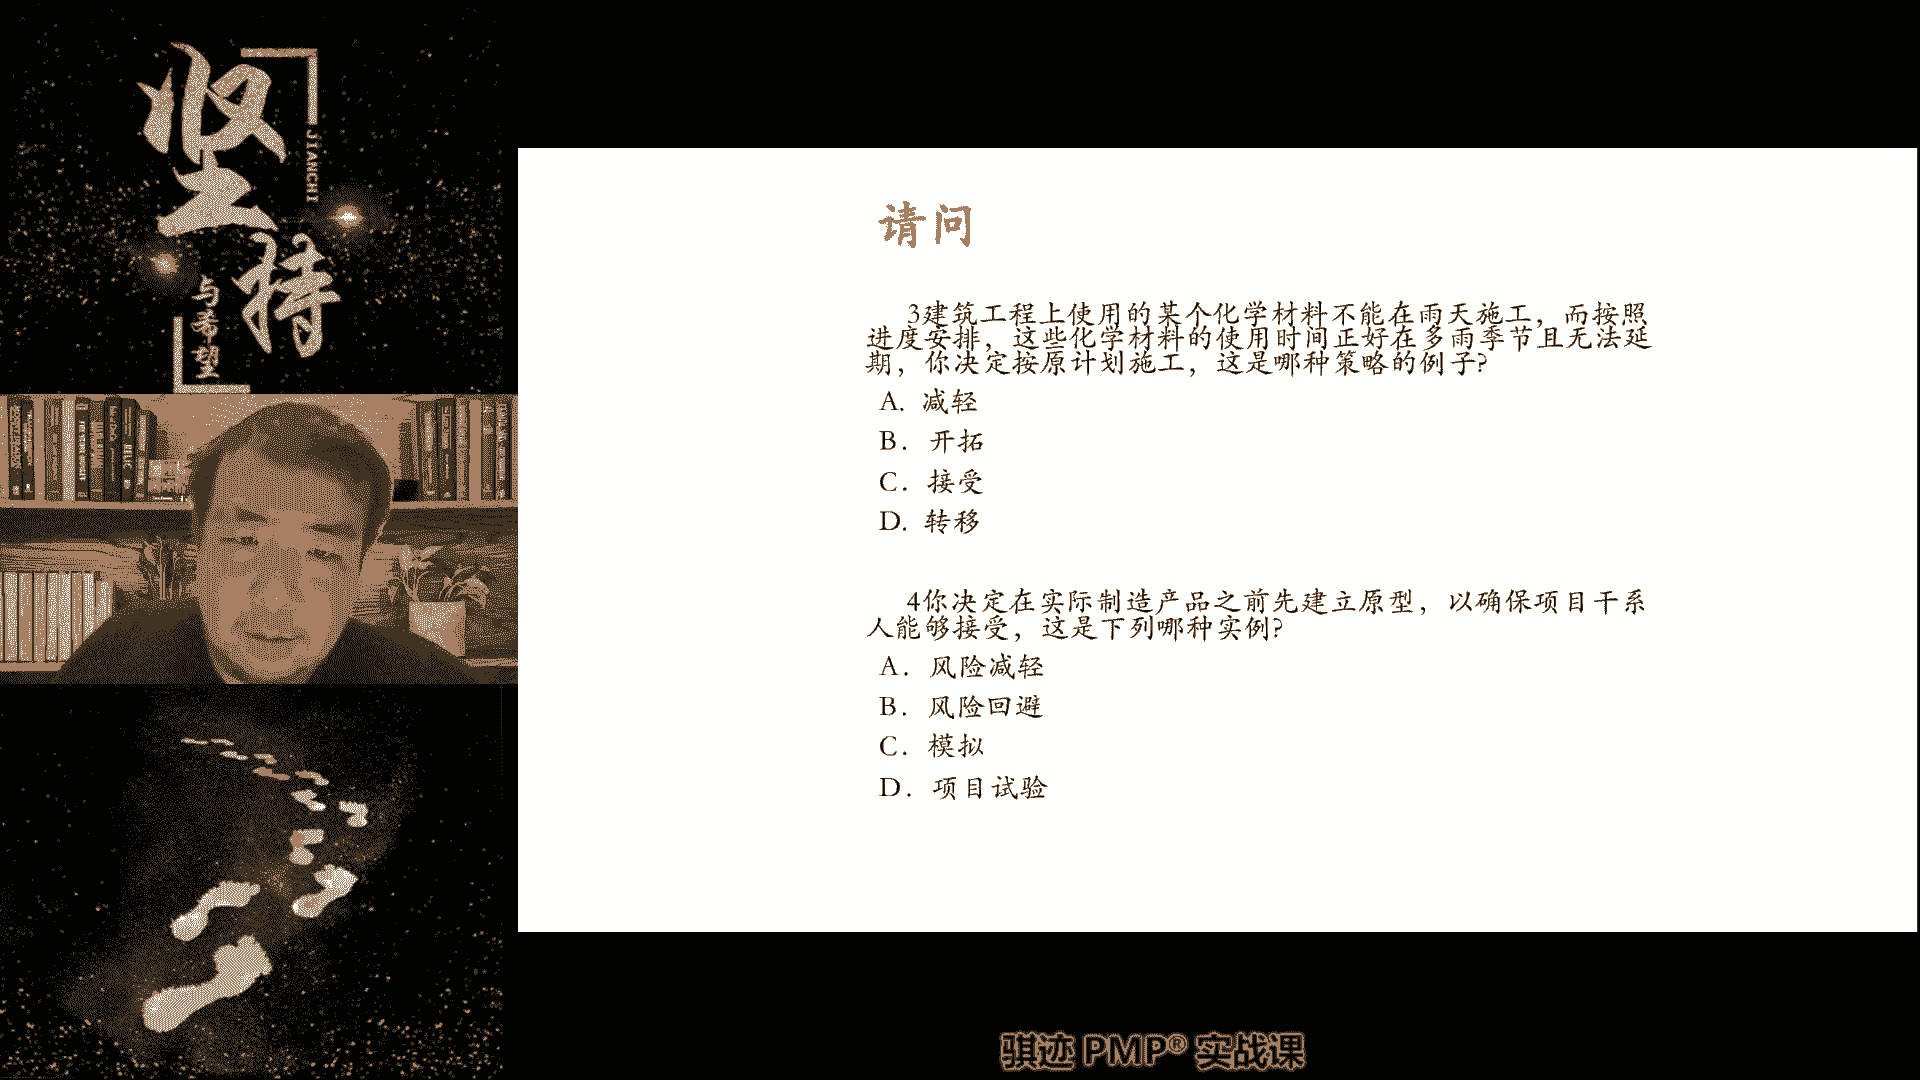 坚持
JIANCHI
与希望
请问
3建筑工程上使用的某个化学材料不能在雨天施工，而按照
进度安排，这些化学材料的使用时间正好在多雨季节且无法延
期，你决定按原计划施工，这是哪种策略的例子?
A. 减轻
B. 开拓
C. 接受
D. 转移
4你决定在实际制造产品之前先建立原型，以确保项目干系
人能够接受，这是下列哪种实例?
A. 风险减轻
B. 风险回避
C. 模拟
D. 项目试验
骐迹 PMP® 实战课